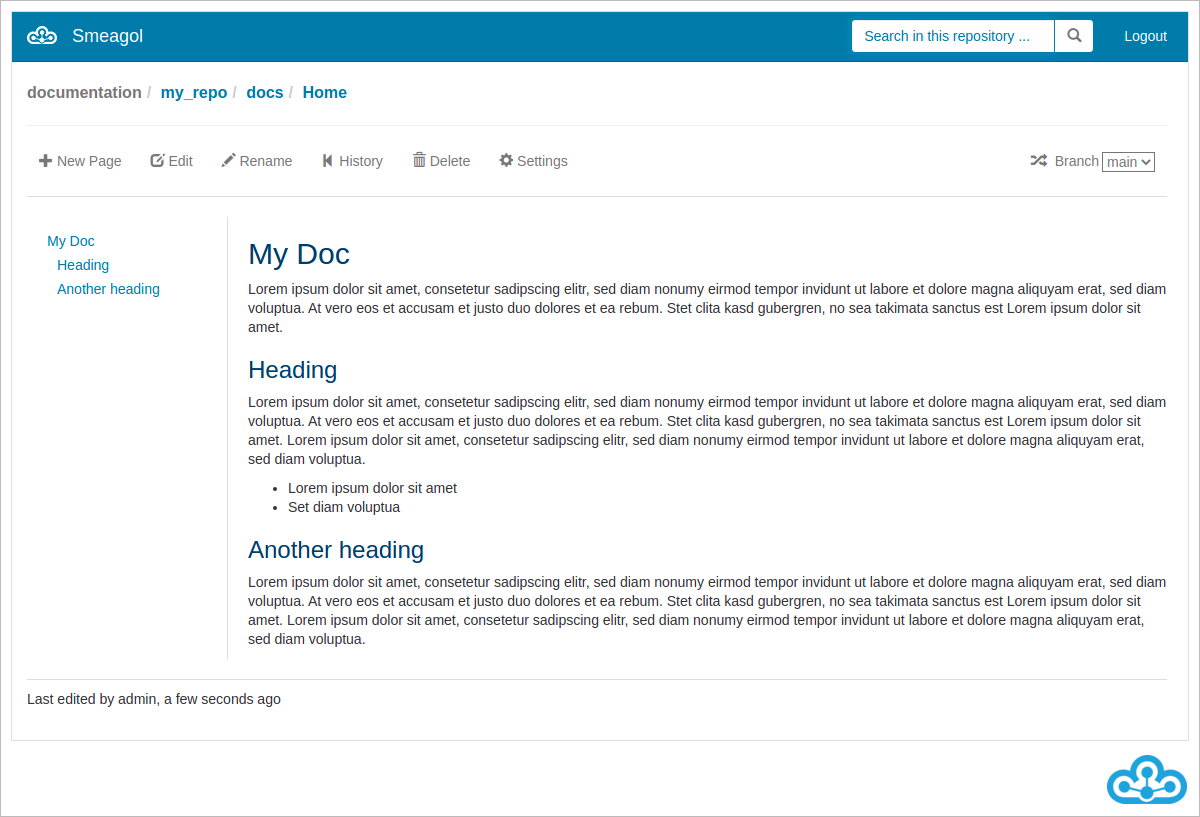 Smeagol
Search in this repository ...
Logout
documentation / my_repo / docs / Home
New Page Edit Rename History Delete Settings Branch main
My Doc
Heading
Another heading
My Doc
Lorem ipsum dolor sit amet, consetetur sadipscing elitr, sed diam nonumy eirmod tempor invidunt ut labore et dolore magna aliquyam erat, sed diam
voluptua. At vero eos et accusam et justo duo dolores et ea rebum. Stet clita kasd gubergren, no sea takimata sanctus est Lorem ipsum dolor sit
amet.
Heading
Lorem ipsum dolor sit amet, consetetur sadipscing elitr, sed diam nonumy eirmod tempor invidunt ut labore et dolore magna aliquyam erat, sed diam
voluptua. At vero eos et accusam et justo duo dolores et ea rebum. Stet clita kasd gubergren, no sea takimata sanctus est Lorem ipsum dolor sit
amet. Lorem ipsum dolor sit amet, consetetur sadipscing elitr, sed diam nonumy eirmod tempor invidunt ut labore et dolore magna aliquyam erat,
sed diam voluptua.
• Lorem ipsum dolor sit amet
• Set diam voluptua
Another heading
Lorem ipsum dolor sit amet, consetetur sadipscing elitr, sed diam nonumy eirmod tempor invidunt ut labore et dolore magna aliquyam erat, sed diam
voluptua. At vero eos et accusam et justo duo dolores et ea rebum. Stet clita kasd gubergren, no sea takimata sanctus est Lorem ipsum dolor sit
amet. Lorem ipsum dolor sit amet, consetetur sadipscing elitr, sed diam nonumy eirmod tempor invidunt ut labore et dolore magna aliquyam erat,
sed diam voluptua.
Last edited by admin, a few seconds ago